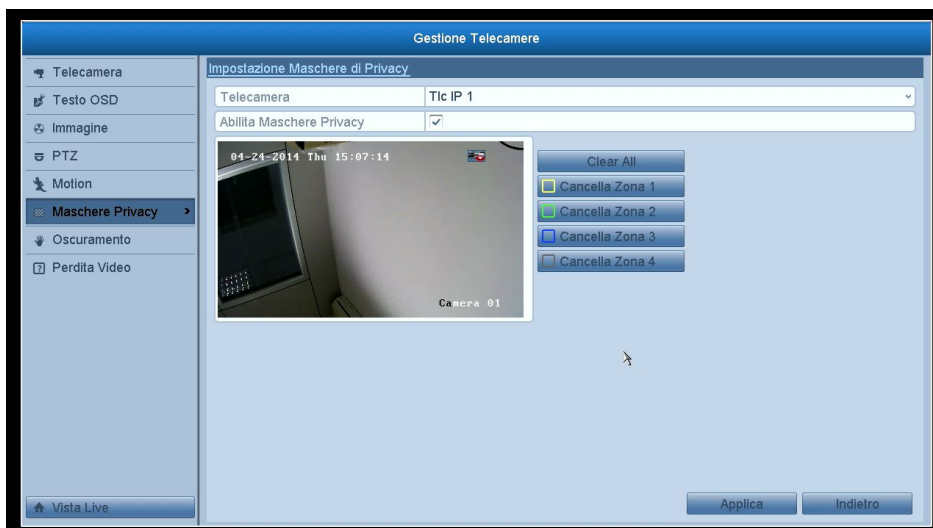 Gestione Telecamere
Telecamera
Testo OSD
Immagine
PTZ
Motion
Maschere Privacy >
Oscuramento
Perdita Video
Vista Live
Impostazione Maschere di Privacy
Telecamera Tlc IP 1
Abilita Maschere Privacy
04-24-2014 Thu 15:07:14
Camera 01
Clear All
Cancella Zona 1
Cancella Zona 2
Cancella Zona 3
Cancella Zona 4
Applica Indietro